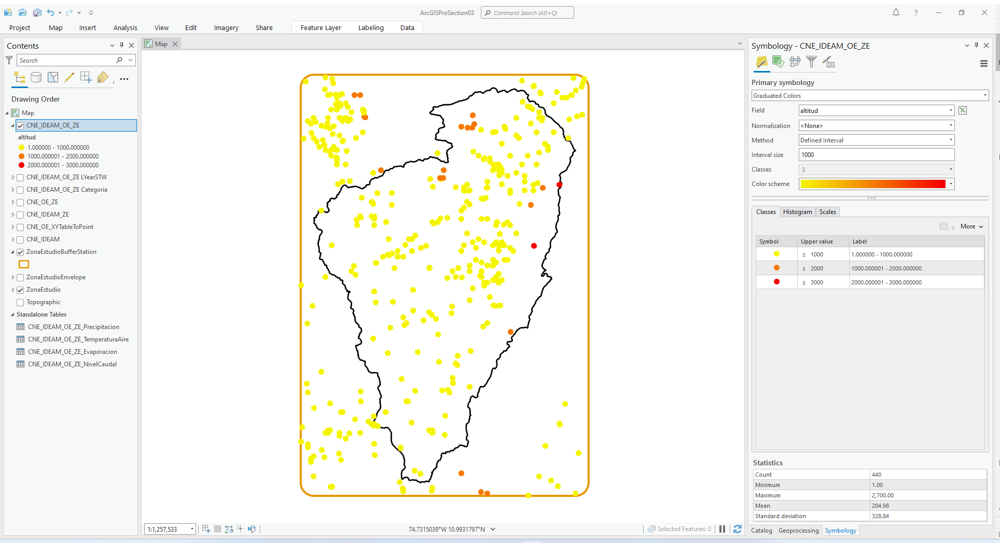 ArcGISProSection03
Command Search (Alt+Q)
Project Map Insert Analysis View Edit Imagery Share Feature Layer Labeling Data
Contents
Search
Drawing Order
Map
CNE_IDEAM_OE_ZE
altitud
1.000000 - 1000.000000
1000.000001 - 2000.000000
2000.000001 - 3000.000000
CNE_IDEAM_OE_ZE LYearSTW
CNE_IDEAM_OE_ZE Categoria
CNE_OE_ZE
CNE_IDEAM_ZE
CNE_OE_XYTableToPoint
CNE_IDEAM
ZonaEstudioBufferStation
ZonaEstudioEnvelope
ZonaEstudio
Topographic
Standalone Tables
CNE_IDEAM_OE_ZE_Precipitacion
CNE_IDEAM_OE_ZE_TemperaturaAire
CNE_IDEAM_OE_ZE_Evaporacion
CNE_IDEAM_OE_ZE_NivelCaudal
Map
1:1,257,533
74.7315039°W 10.9931797°N
Selected Features: 0
Symbology - CNE_IDEAM_OE_ZE
Primary symbology
Graduated Colors
Field altitud
Normalization <None>
Method Defined Interval
Interval size 1000
Classes 3
Color scheme
Classes Histogram Scales
More
Symbol Upper value Label
≤ 1000 1.000000 - 1000.000000
≤ 2000 1000.000001 - 2000.000000
≤ 3000 2000.000001 - 3000.000000
Statistics
Count 440
Minimum 1.00
Maximum 2,700.00
Mean 204.98
Standard deviation 328.84
Catalog Geoprocessing Symbology